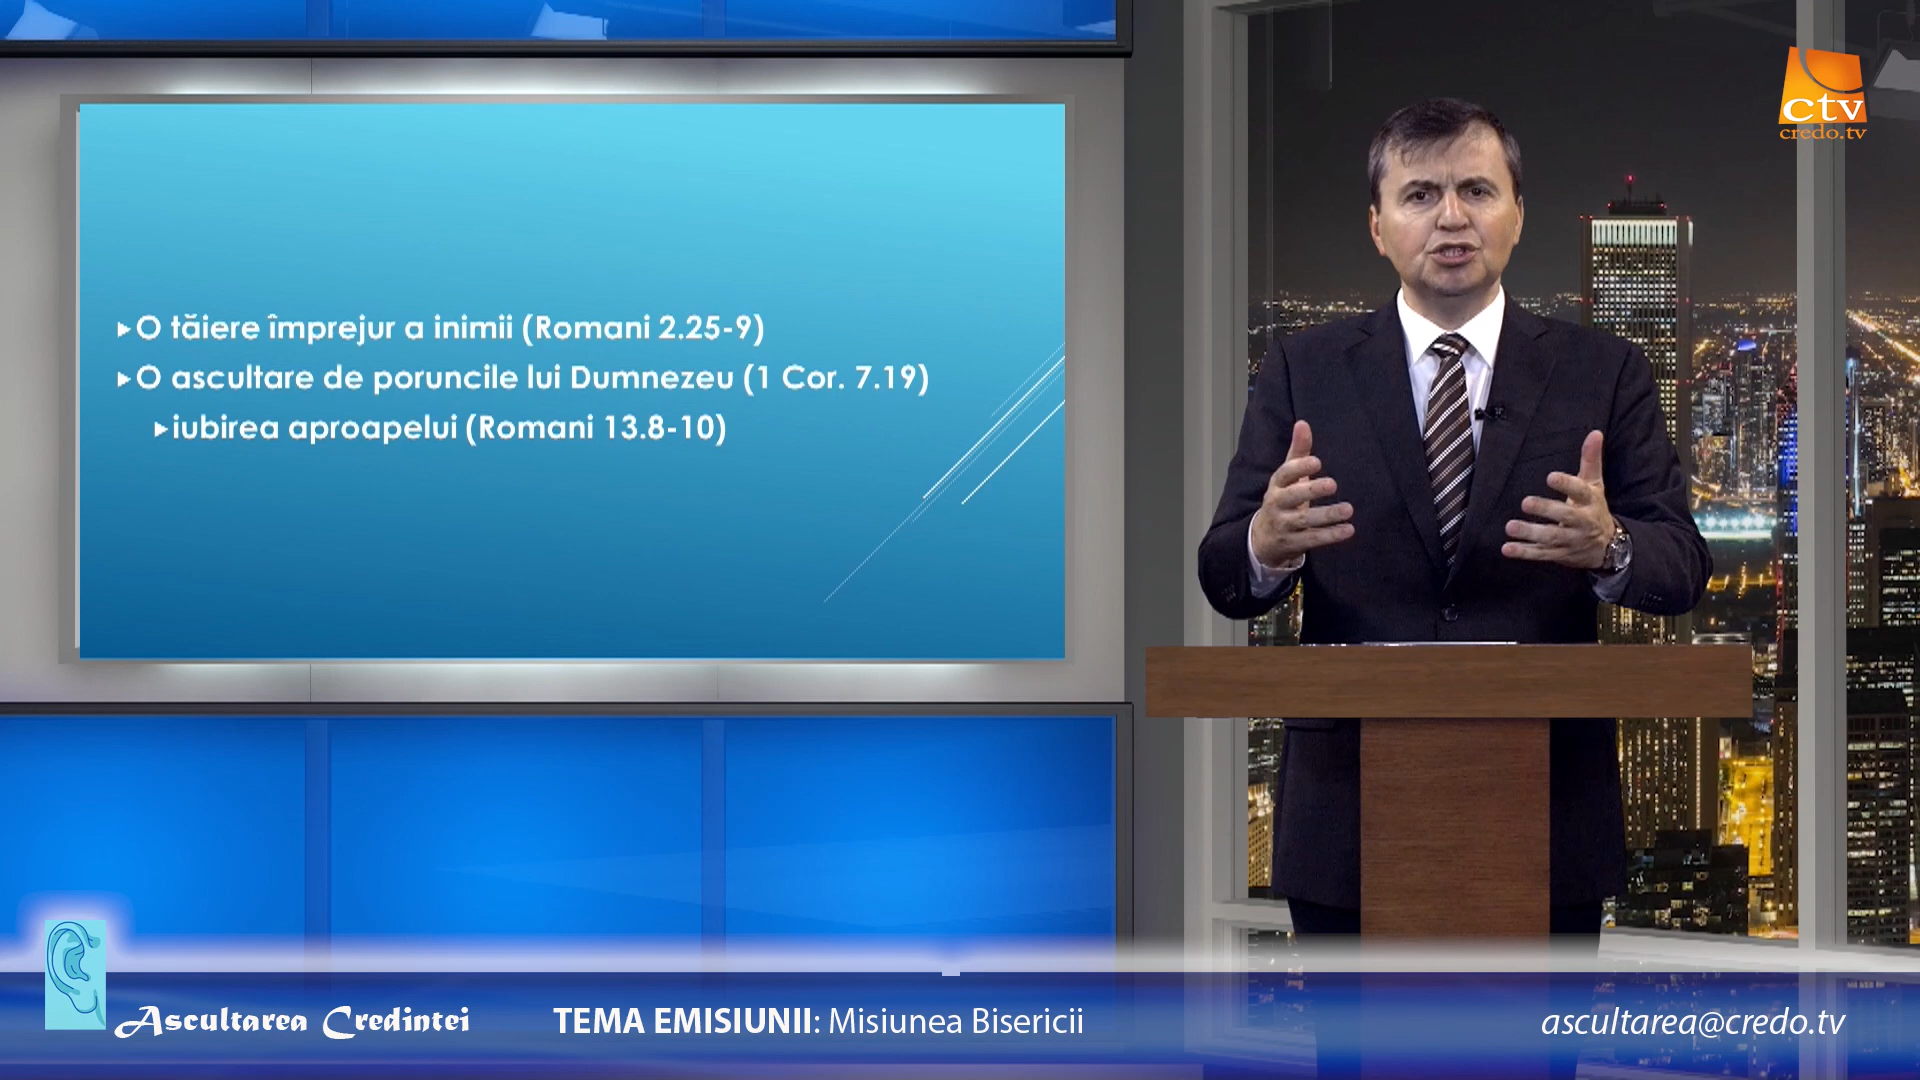 ctv
credo.tv
O tăiere împrejur a inimii (Romani 2.25-9)
O ascultare de poruncile lui Dumnezeu (1 Cor. 7.19)
iubirea aproapelui (Romani 13.8-10)
Ascultarea Credintei
TEMA EMISIUNII: Misiunea Bisericii
ascultarea@credo.tv